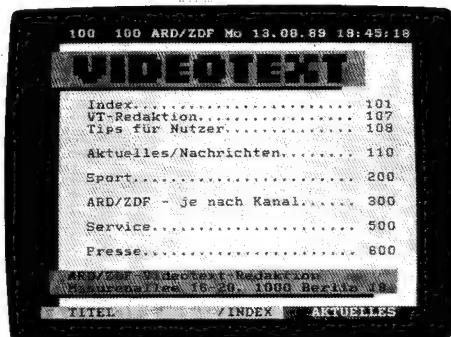 100 100 ARD/ZDF Mo 13.08.89 18:45:18
VIDEOTEXT
Index........................ 101
VT-Redaktion................. 107
Tips für Nutzer.............. 108
Aktuelles/Nachrichten........ 110
Sport........................ 200
ARD/ZDF - je nach Kanal...... 300
Service...................... 500
Presse....................... 600
ARD/ZDF-Videotext-Redaktion
Masurenallee 16-20, 1000 Berlin 19
TITEL /INDEX AKTUELLES